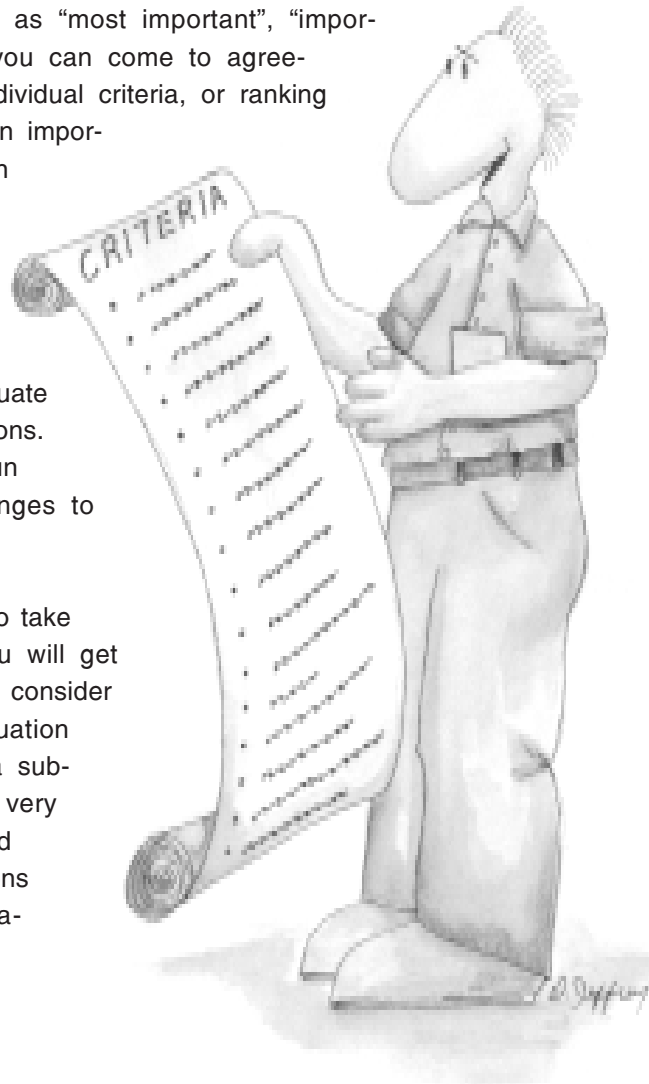 as “most important”, “impor-
you can come to agree-
dividual criteria, or ranking
n impor-
n
CRITERIA
uate
ons.
un
nges to
o take
u will get
consider
uation
a sub-
very
d
ns
a-